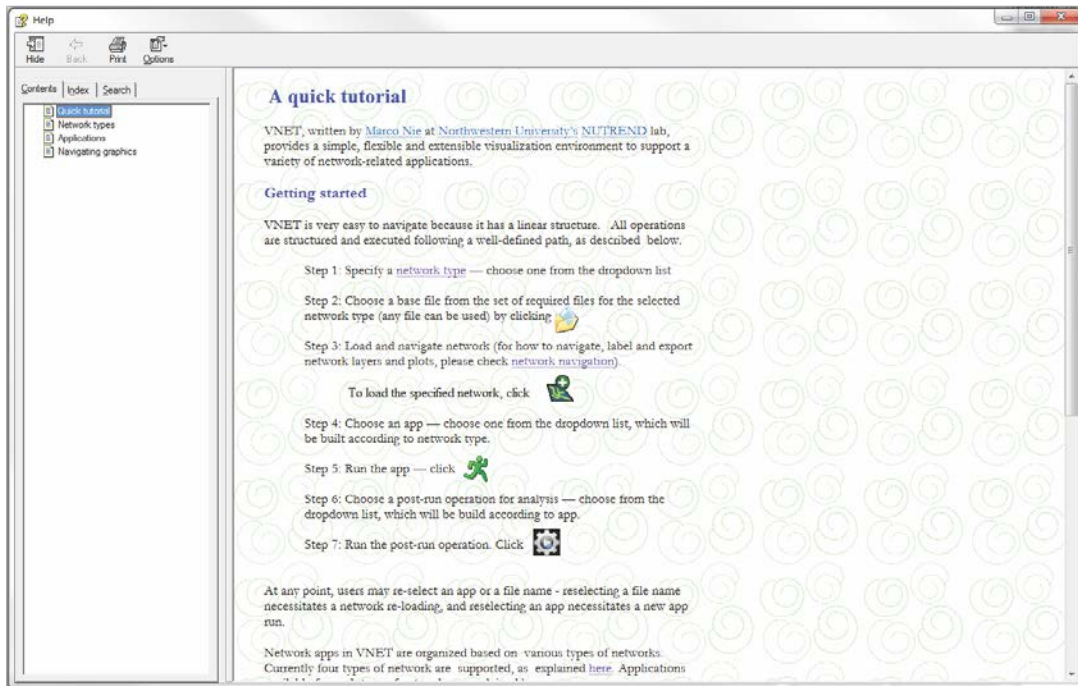 Help
Hide Back Print Options
Contents Index Search
Quick tutorial
Network types
Applications
Navigating graphics
A quick tutorial
VNET, written by Marco Nie at Northwestern University's NUTREND lab,
provides a simple, flexible and extensible visualization environment to support a
variety of network-related applications.
Getting started
VNET is very easy to navigate because it has a linear structure. All operations
are structured and executed following a well-defined path, as described below.
Step 1: Specify a network type — choose one from the dropdown list
Step 2: Choose a base file from the set of required files for the selected
network type (any file can be used) by clicking
Step 3: Load and navigate network (for how to navigate, label and export
network layers and plots, please check network navigation).
To load the specified network, click
Step 4: Choose an app — choose one from the dropdown list, which will
be built according to network type.
Step 5: Run the app — click
Step 6: Choose a post-run operation for analysis — choose from the
dropdown list, which will be build according to app.
Step 7: Run the post-run operation. Click
At any point, users may re-select an app or a file name - reselecting a file name
necessitates a network re-loading, and reselecting an app necessitates a new app
run.
Network apps in VNET are organized based on various types of networks.
Currently four types of network are supported, as explained here. Applications